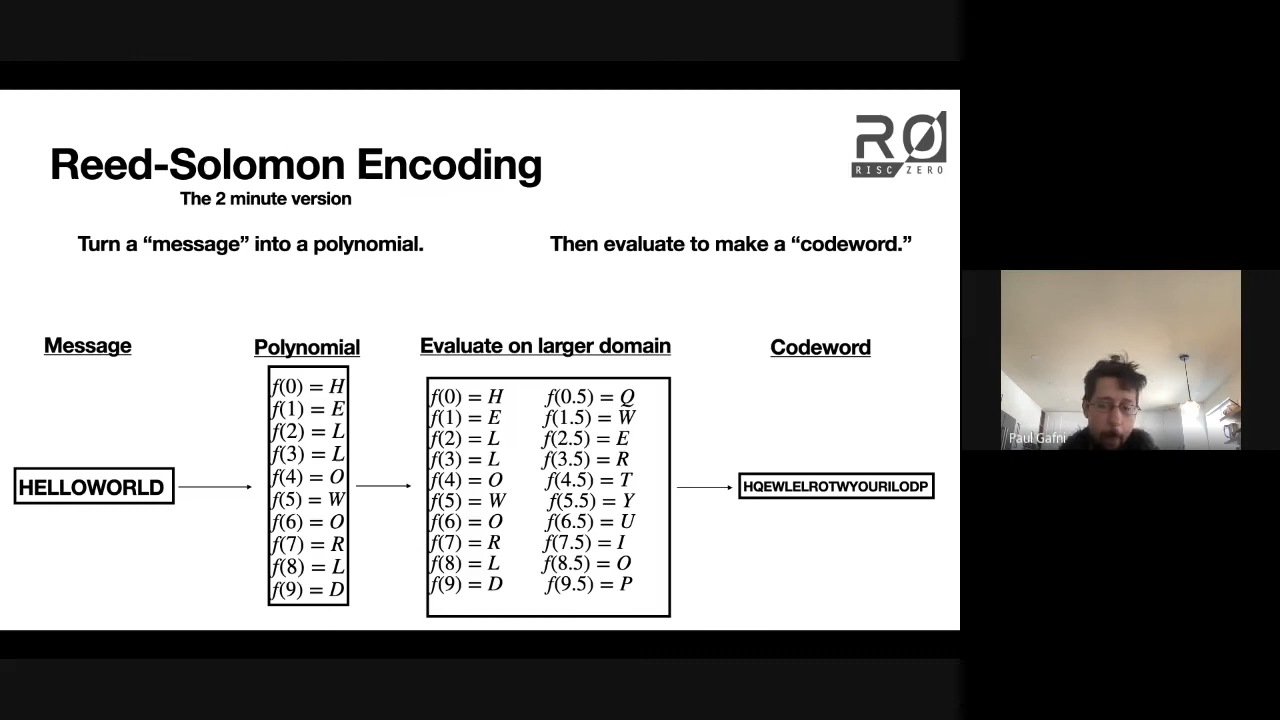 Reed-Solomon Encoding
RISC ZERO
The 2 minute version
Turn a “message” into a polynomial.
Then evaluate to make a “codeword.”
Message
Polynomial
Evaluate on larger domain
Codeword
HELLOWORLD
f(0) = H
f(1) = E
f(2) = L
f(3) = L
f(4) = O
f(5) = W
f(6) = O
f(7) = R
f(8) = L
f(9) = D
f(0) = H f(0.5) = Q
f(1) = E f(1.5) = W
f(2) = L f(2.5) = E
f(3) = L f(3.5) = R
f(4) = O f(4.5) = T
f(5) = W f(5.5) = Y
f(6) = O f(6.5) = U
f(7) = R f(7.5) = I
f(8) = L f(8.5) = O
f(9) = D f(9.5) = P
HQEWLELROTWYOURILODP
Paul Gafni